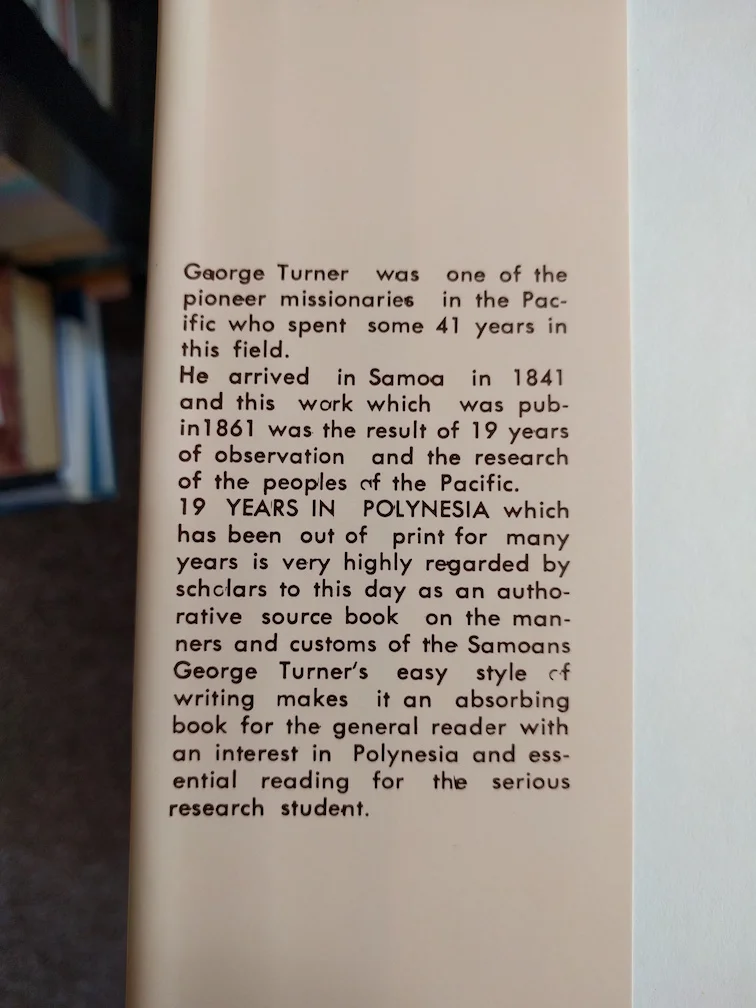 George Turner was one of the
pioneer missionaries in the Pac-
ific who spent some 41 years in
this field.
He arrived in Samoa in 1841
and this work which was pub-
in1861 was the result of 19 years
of observation and the research
of the peoples of the Pacific.
19 YEARS IN POLYNESIA which
has been out of print for many
years is very highly regarded by
scholars to this day as an autho-
rative source book on the man-
ners and customs of the Samoans
George Turner's easy style of
writing makes it an absorbing
book for the general reader with
an interest in Polynesia and ess-
ential reading for the serious
research student.